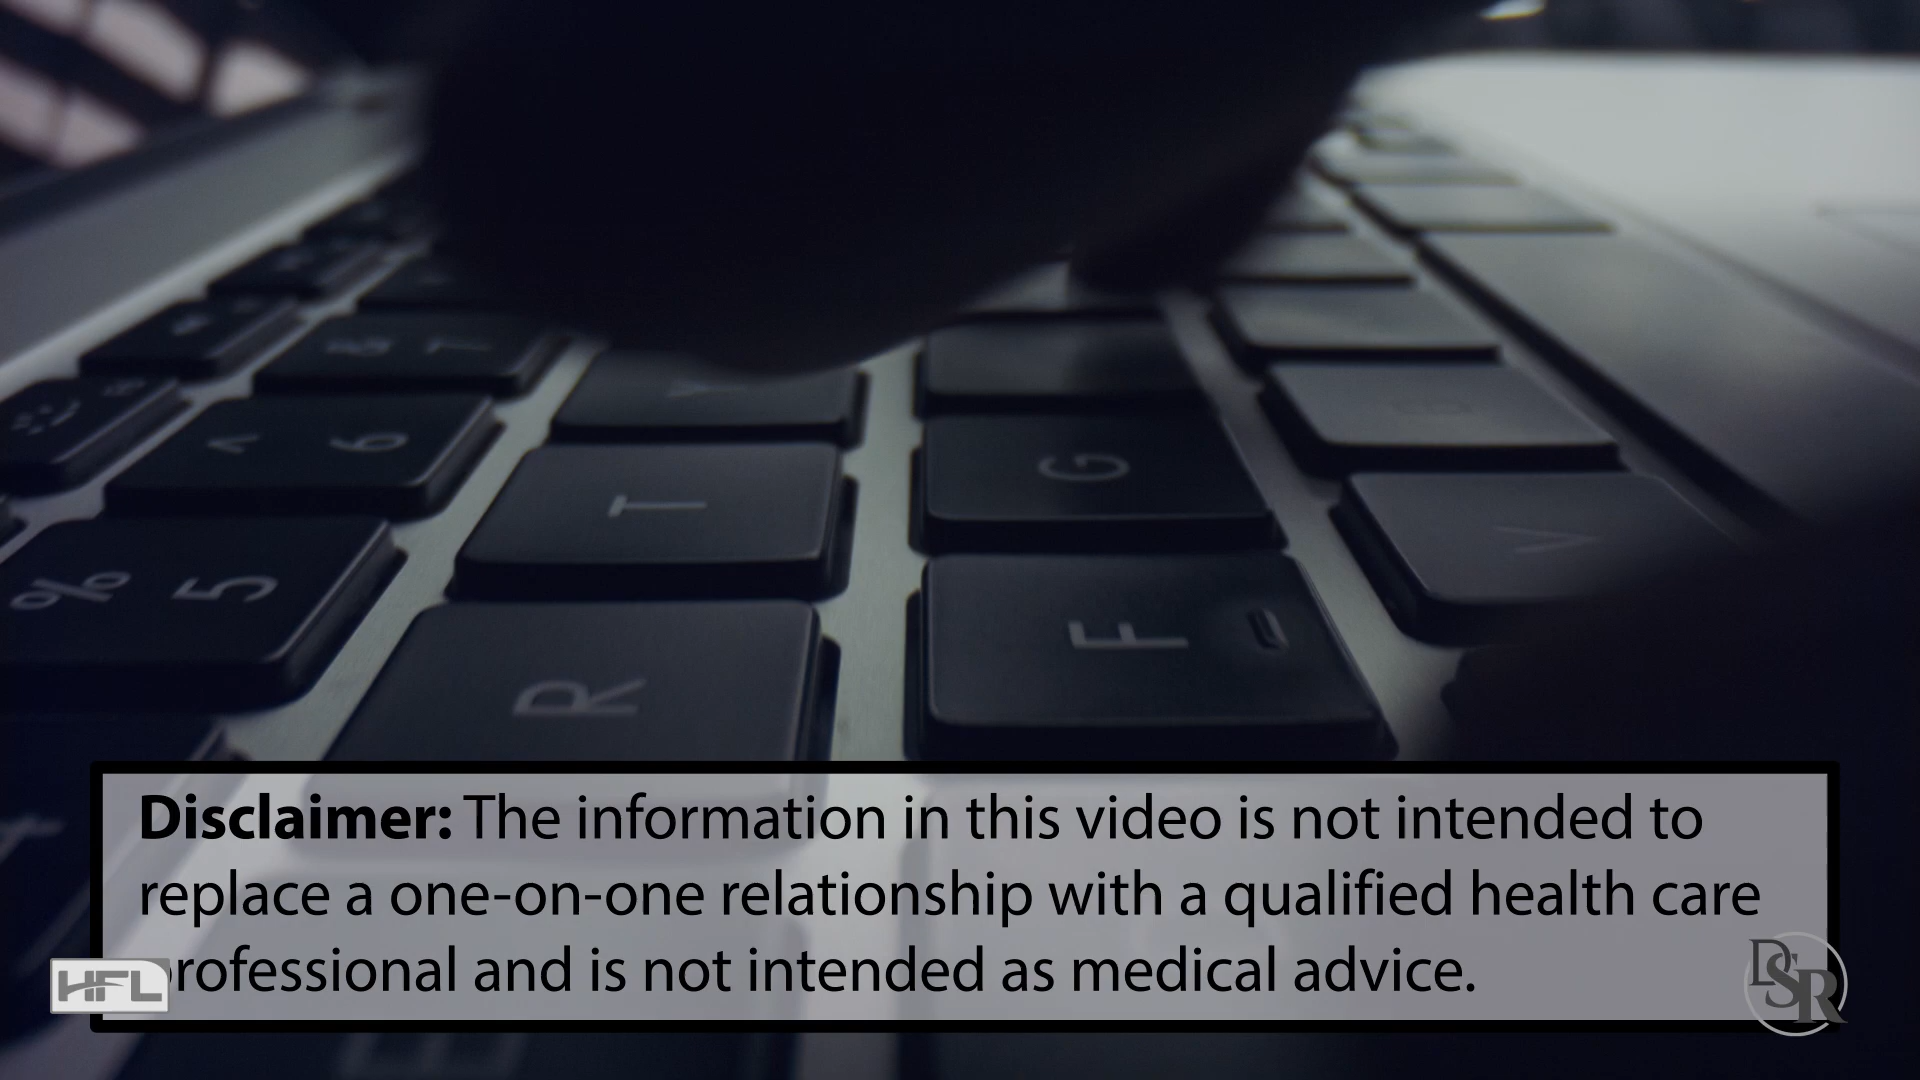 ^ 6
T
G
% 5
V
R
F
Disclaimer: The information in this video is not intended to
replace a one-on-one relationship with a qualified health care
professional and is not intended as medical advice.
HFL
DSR